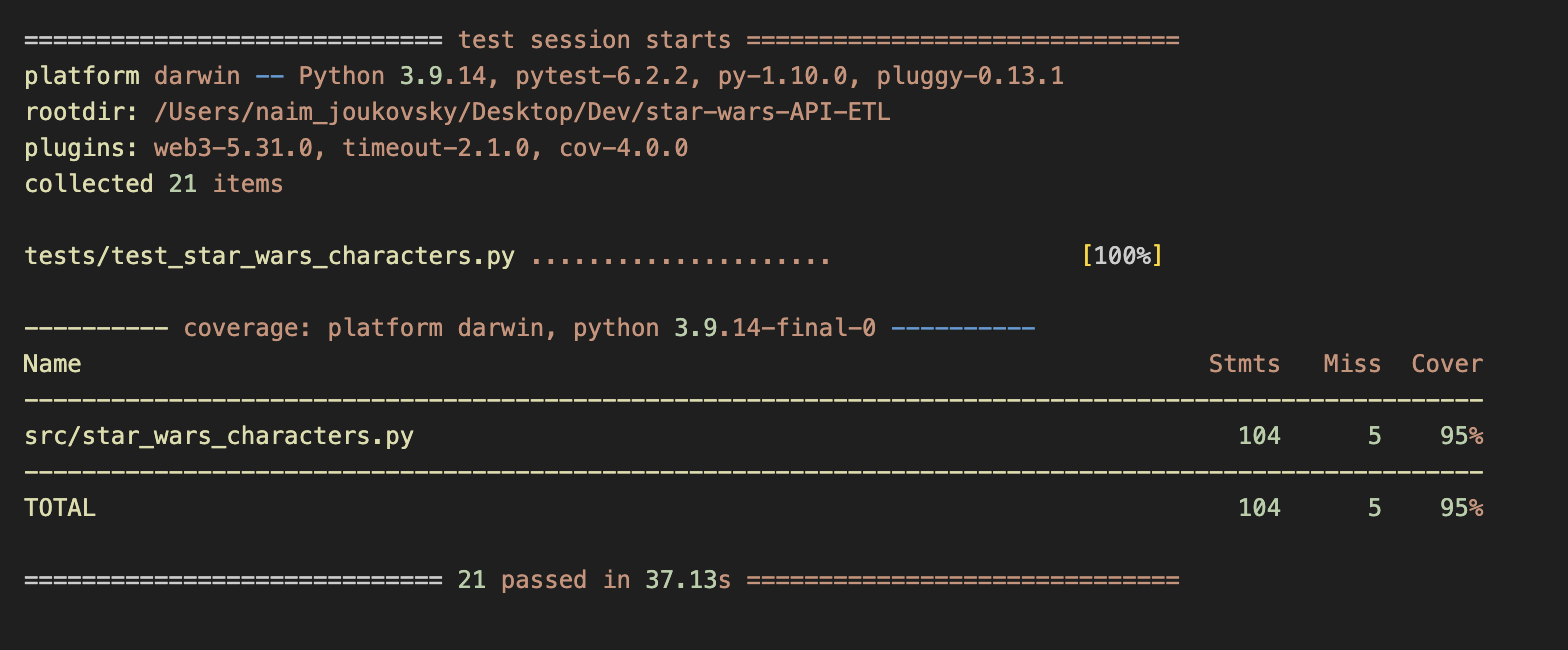 ============================= test session starts ==============================
platform darwin -- Python 3.9.14, pytest-6.2.2, py-1.10.0, pluggy-0.13.1
rootdir: /Users/naim_joukovsky/Desktop/Dev/star-wars-API-ETL
plugins: web3-5.31.0, timeout-2.1.0, cov-4.0.0
collected 21 items
tests/test_star_wars_characters.py ..................... [100%]
---------- coverage: platform darwin, python 3.9.14-final-0 ----------
Name Stmts Miss Cover
-----------------------------------------------------------------------------------------------------
src/star_wars_characters.py 104 5 95%
-----------------------------------------------------------------------------------------------------
TOTAL 104 5 95%
============================= 21 passed in 37.13s ==============================